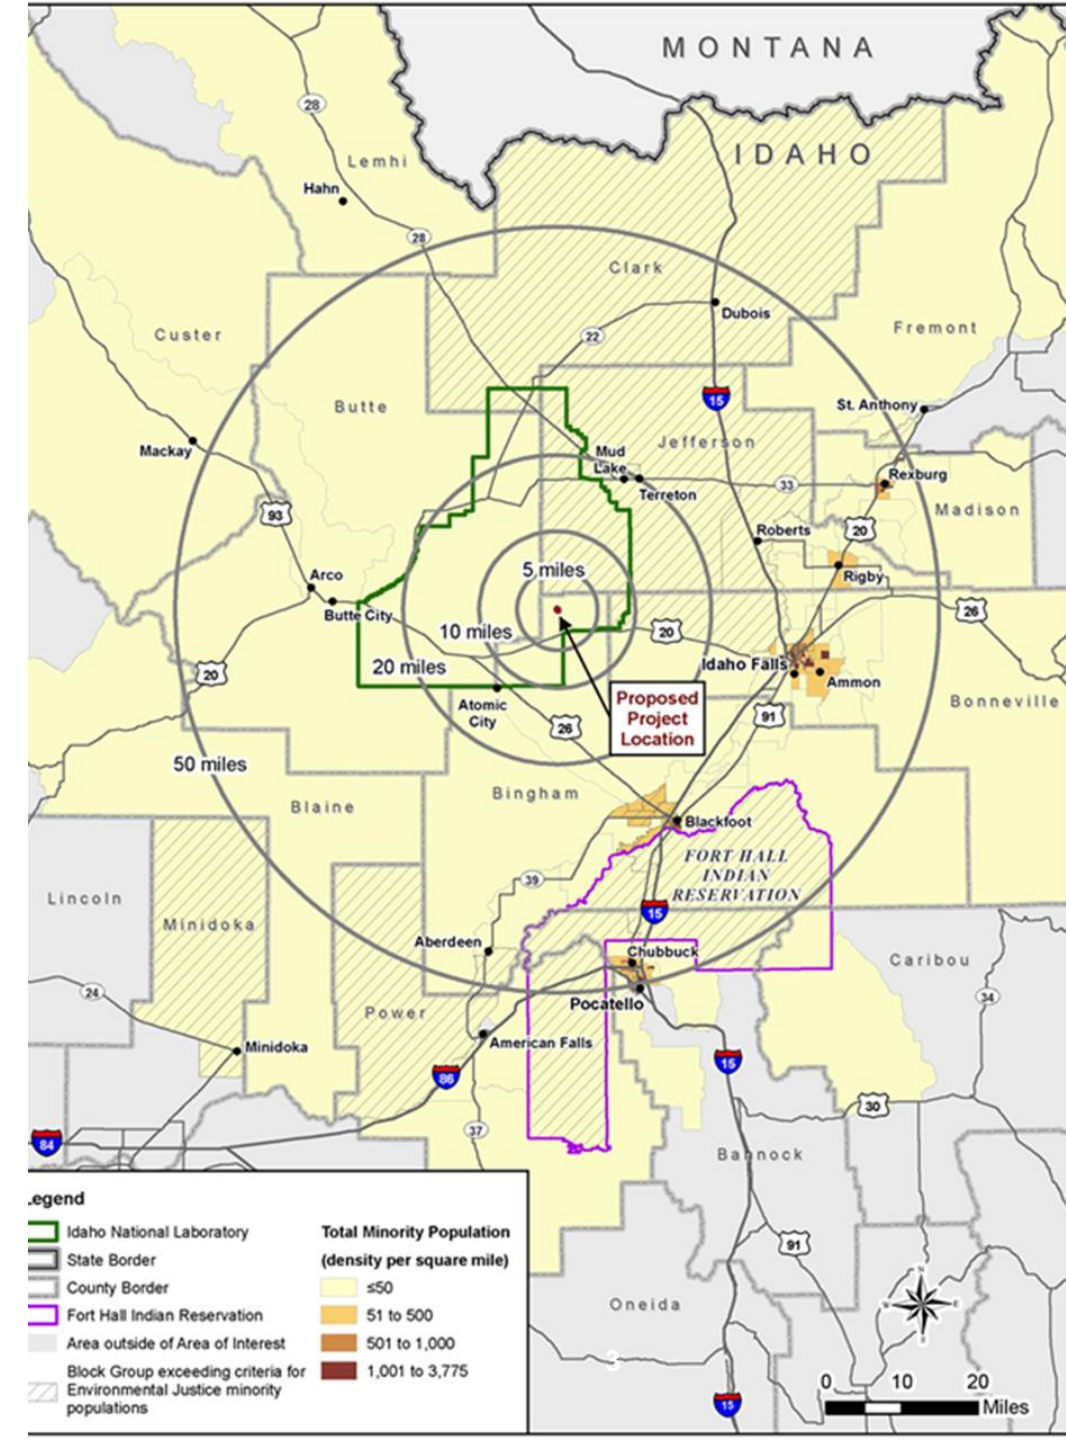 MONTANA
IDAHO
28
Lemhi
Hahn
28
Clark
Dubois
22
Custer
Fremont
15
Butte
St. Anthony
Jefferson
Mackay
Mud
Lake
Rexburg
33
Terreton
93
Madison
Roberts
20
5 miles
Arco
Rigby
Butte City
26
10 miles
20
20 miles
Idaho Falls
20
Ammon
Proposed
Project
Location
Atomic
City
Bonneville
91
26
50 miles
Bingham
Blaine
Blackfoot
FORT HALL
INDIAN
RESERVATION
39
Lincoln
15
Minidoka
Aberdeen
Chubbuck
Caribou
24
34
Pocatello
Power
American Falls
Minidoka
15
86
30
37
84
Bannock
91
Oneida
3
15
0 10 20
Miles
Legend
Idaho National Laboratory
State Border
County Border
Fort Hall Indian Reservation
Area outside of Area of Interest
Block Group exceeding criteria for
Environmental Justice minority
populations
Total Minority Population
(density per square mile)
≤50
51 to 500
501 to 1,000
1,001 to 3,775